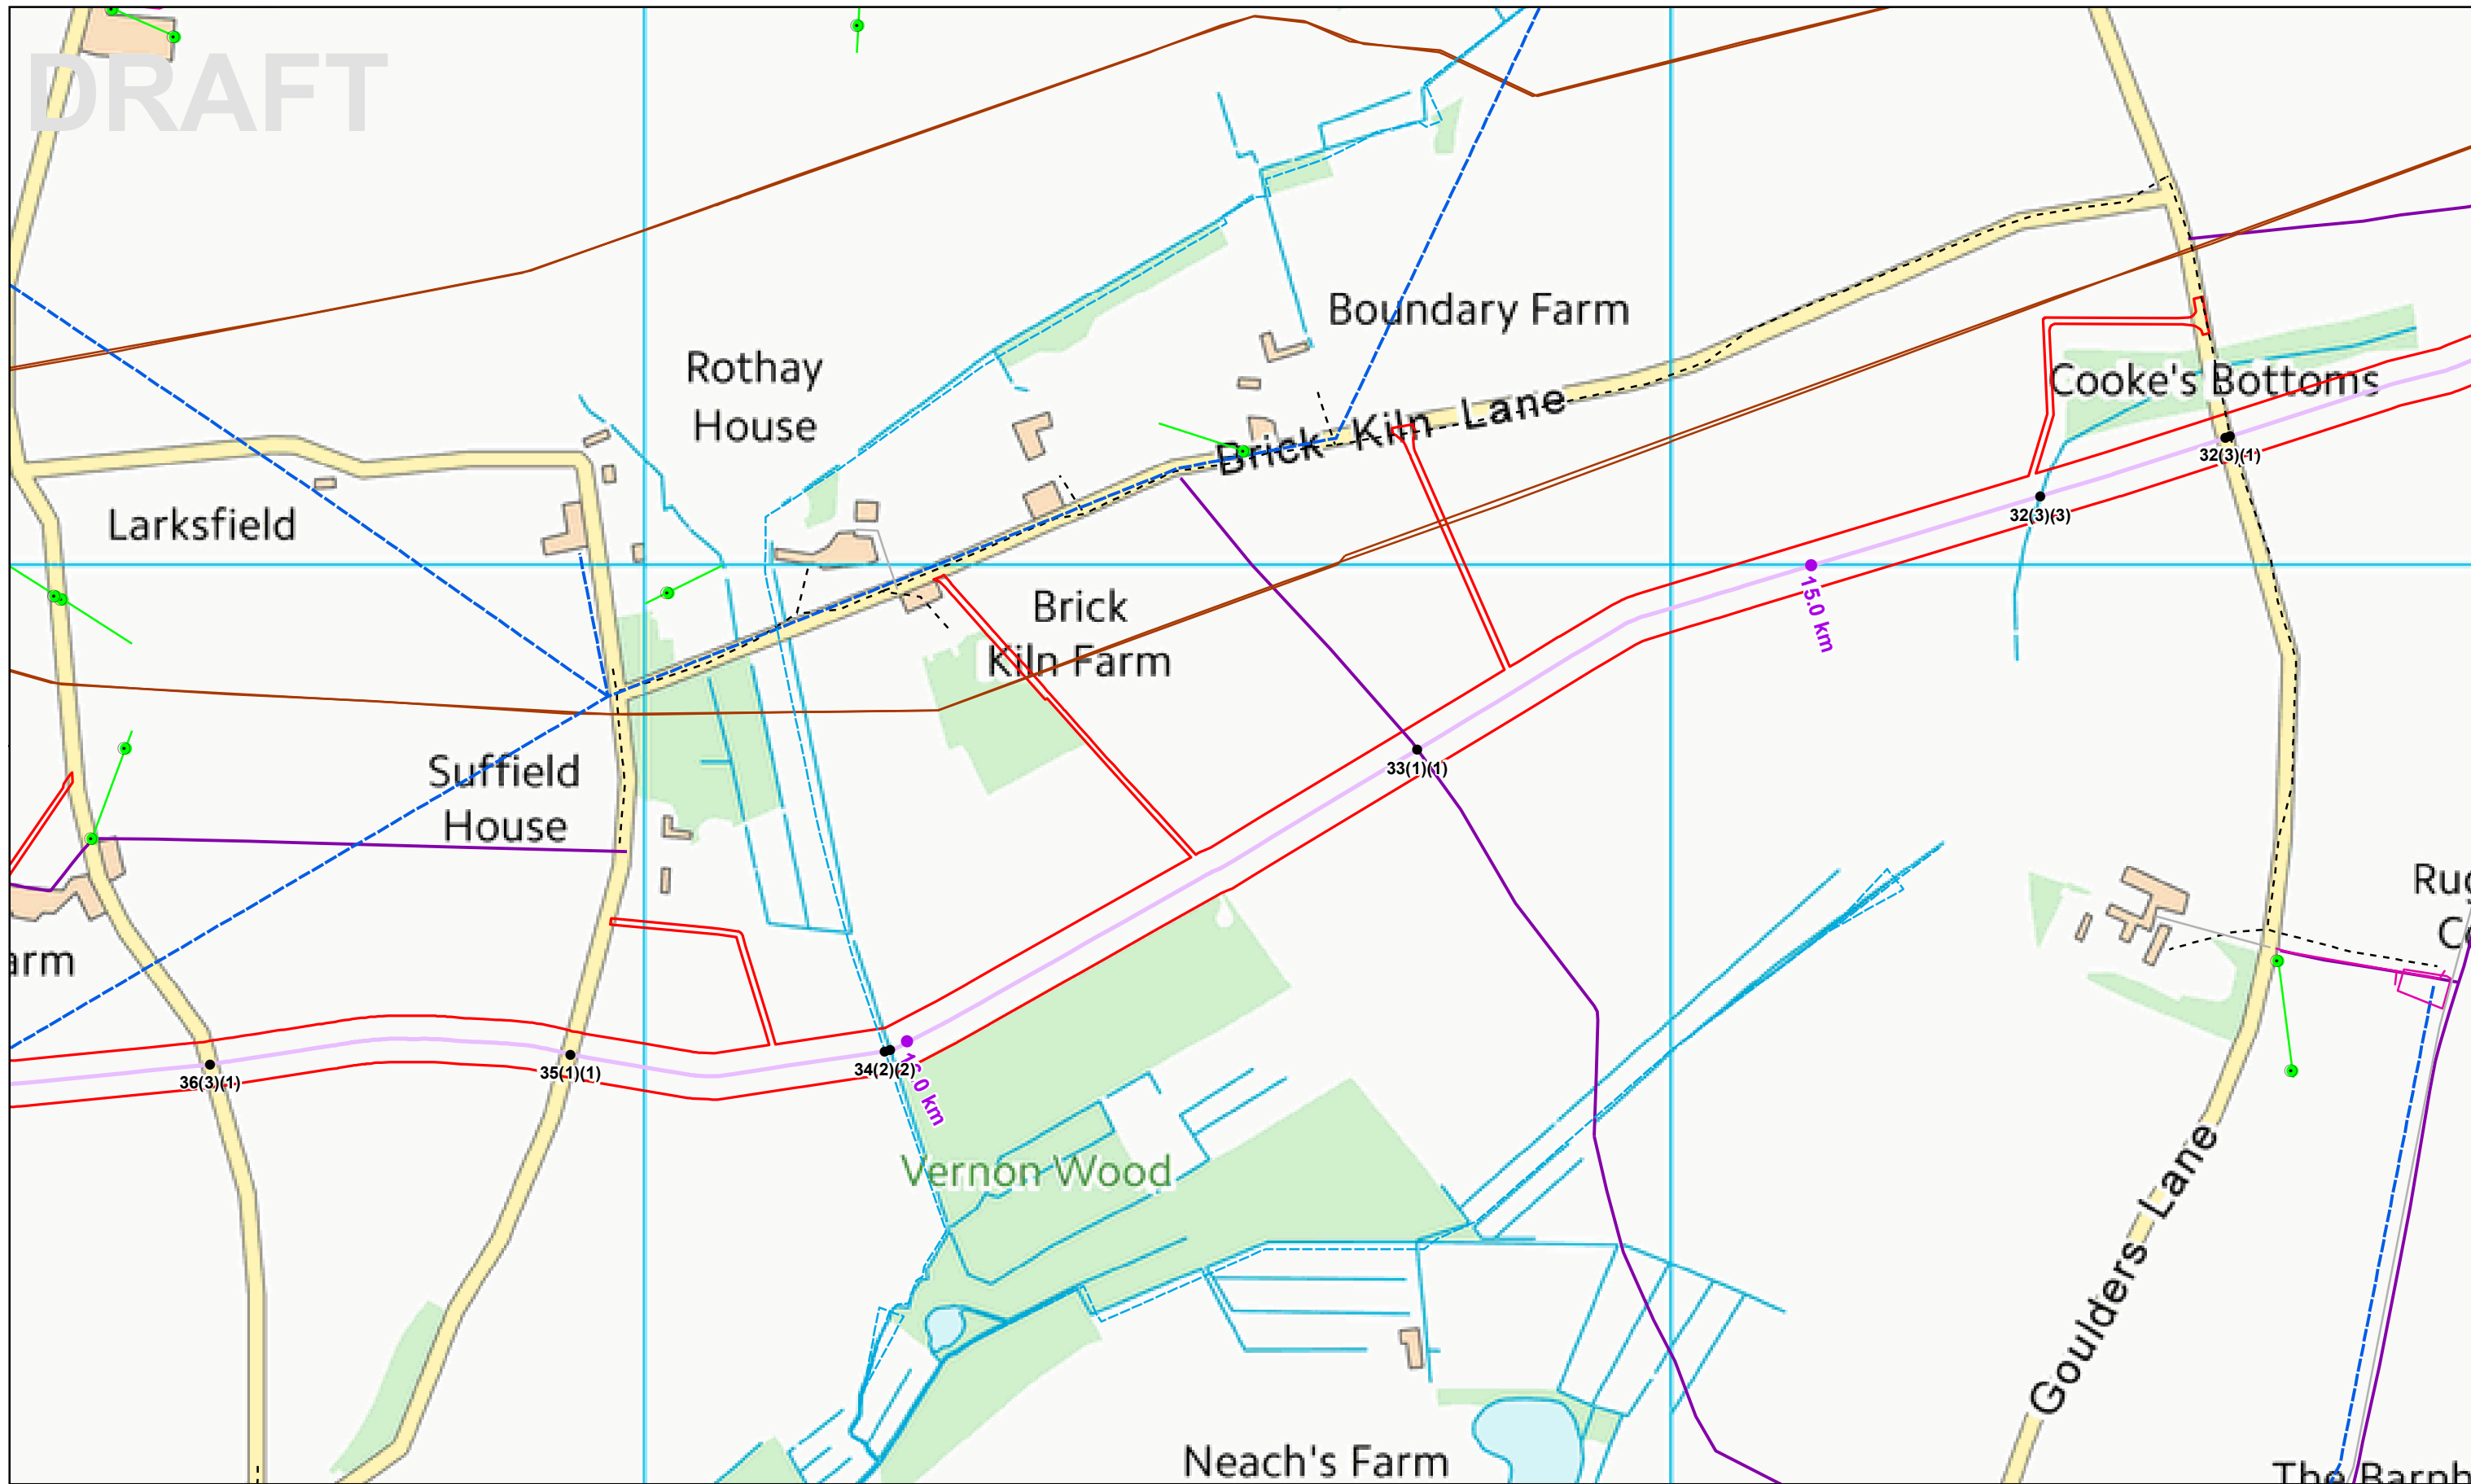 DRAFT
Boundary Farm
Rothay
House
Cooke's Bottoms
Brick Kiln Lane
32(3)(1)
Larksfield
32(3)(3)
Brick
Kiln Farm
15.0 km
Suffield
House
33(1)(1)
arm
36(3)(1)
35(1)(1)
34(2)(2)
.0 km
Vernon Wood
Goulders Lane
Neach's Farm